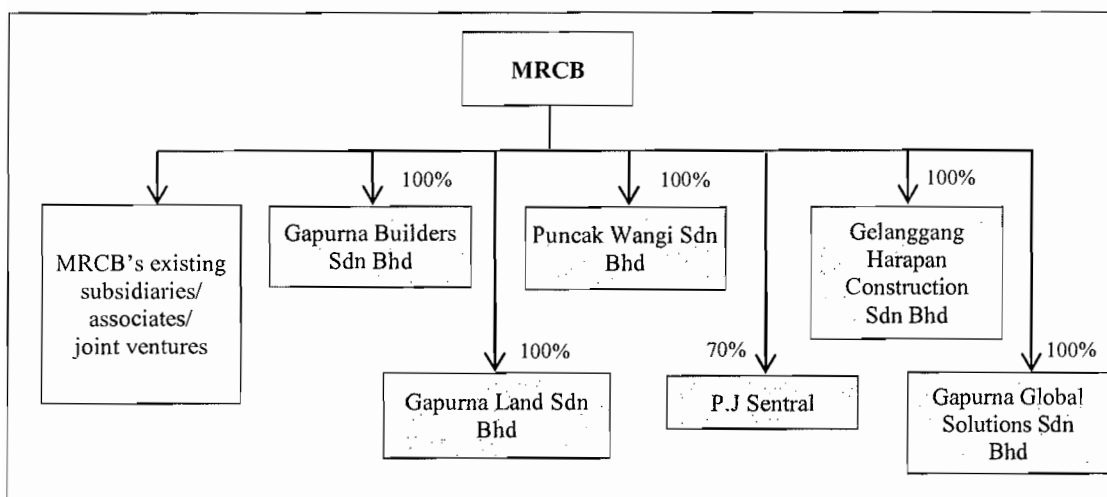 MRCB
100%
100%
100%
MRCB's existing
subsidiaries/
associates/
joint ventures
Gapurna Builders
Sdn Bhd
Puncak Wangi Sdn
Bhd
Gelanggang
Harapan
Construction
Sdn Bhd
100%
70%
100%
Gapurna Land Sdn
Bhd
P.J Sentral
Gapurna Global
Solutions Sdn
Bhd